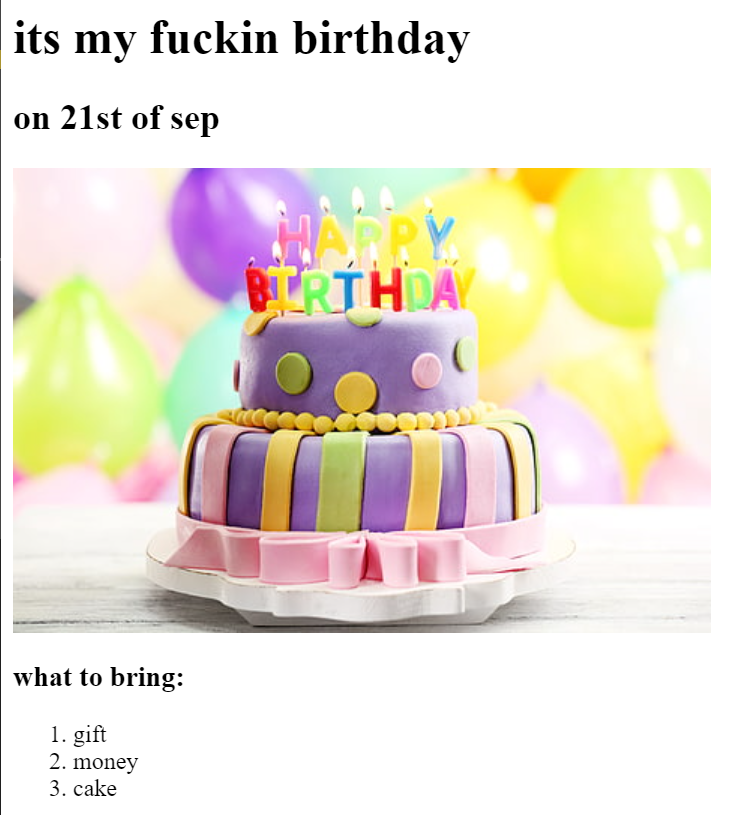 its my fuckin birthday
on 21st of sep
HAPPY
BIRTHDAY
what to bring:
1. gift
2. money
3. cake